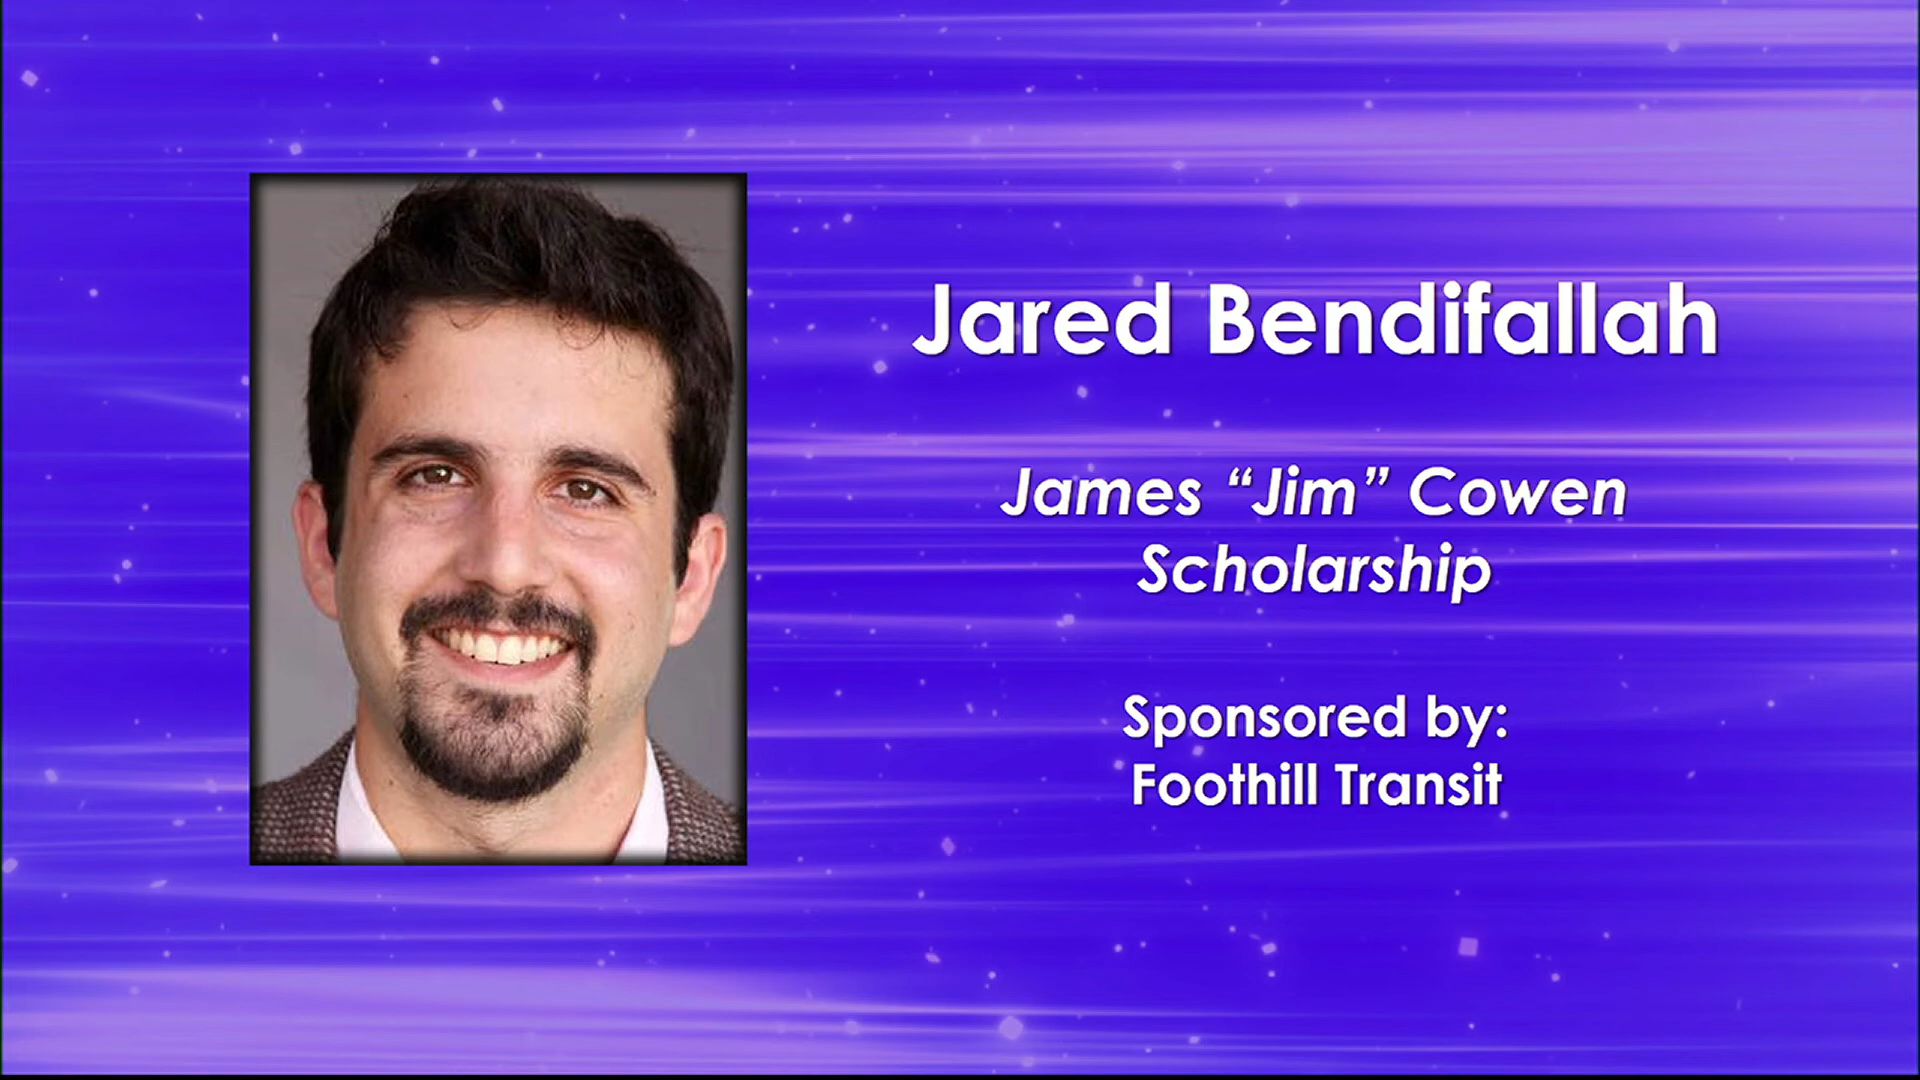 Jared Bendifallah
James “Jim” Cowen
Scholarship
Sponsored by:
Foothill Transit